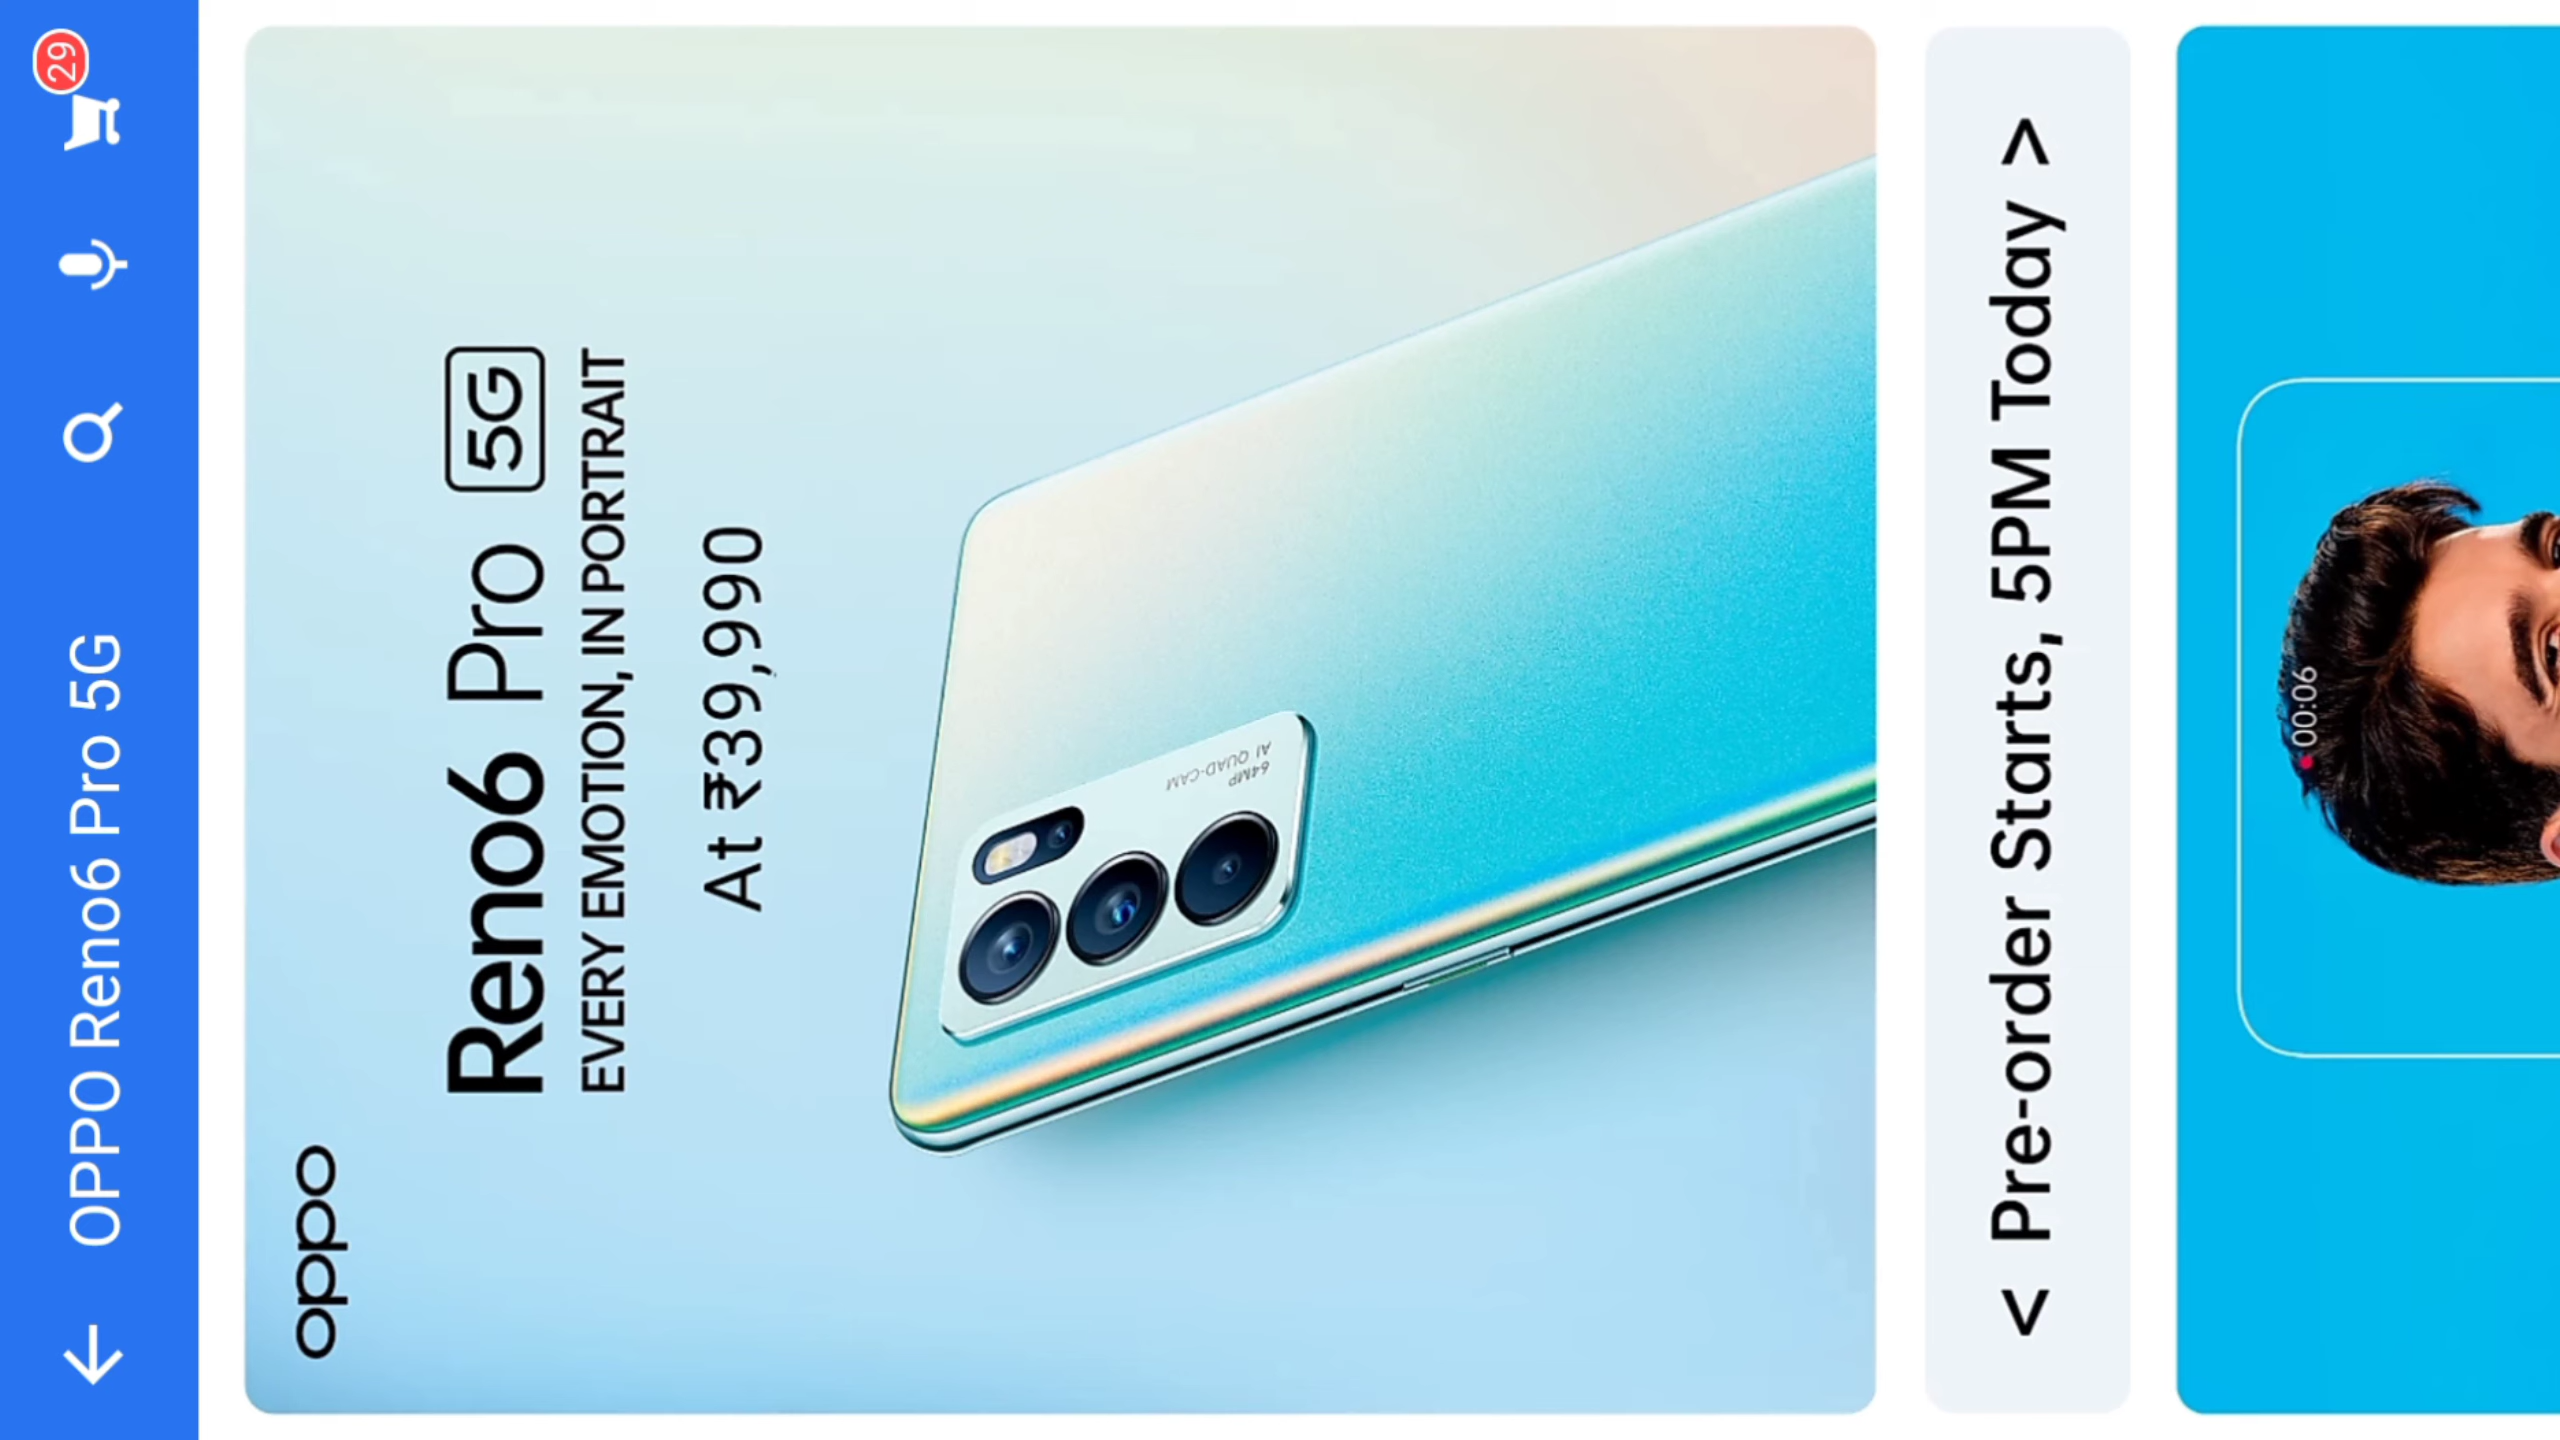 OPPO Reno6 Pro 5G
29
oppo
Reno6 Pro 5G
EVERY EMOTION, IN PORTRAIT
At ₹39,990
64MP
AI QUAD-CAM
< Pre-order Starts, 5PM Today >
00:06